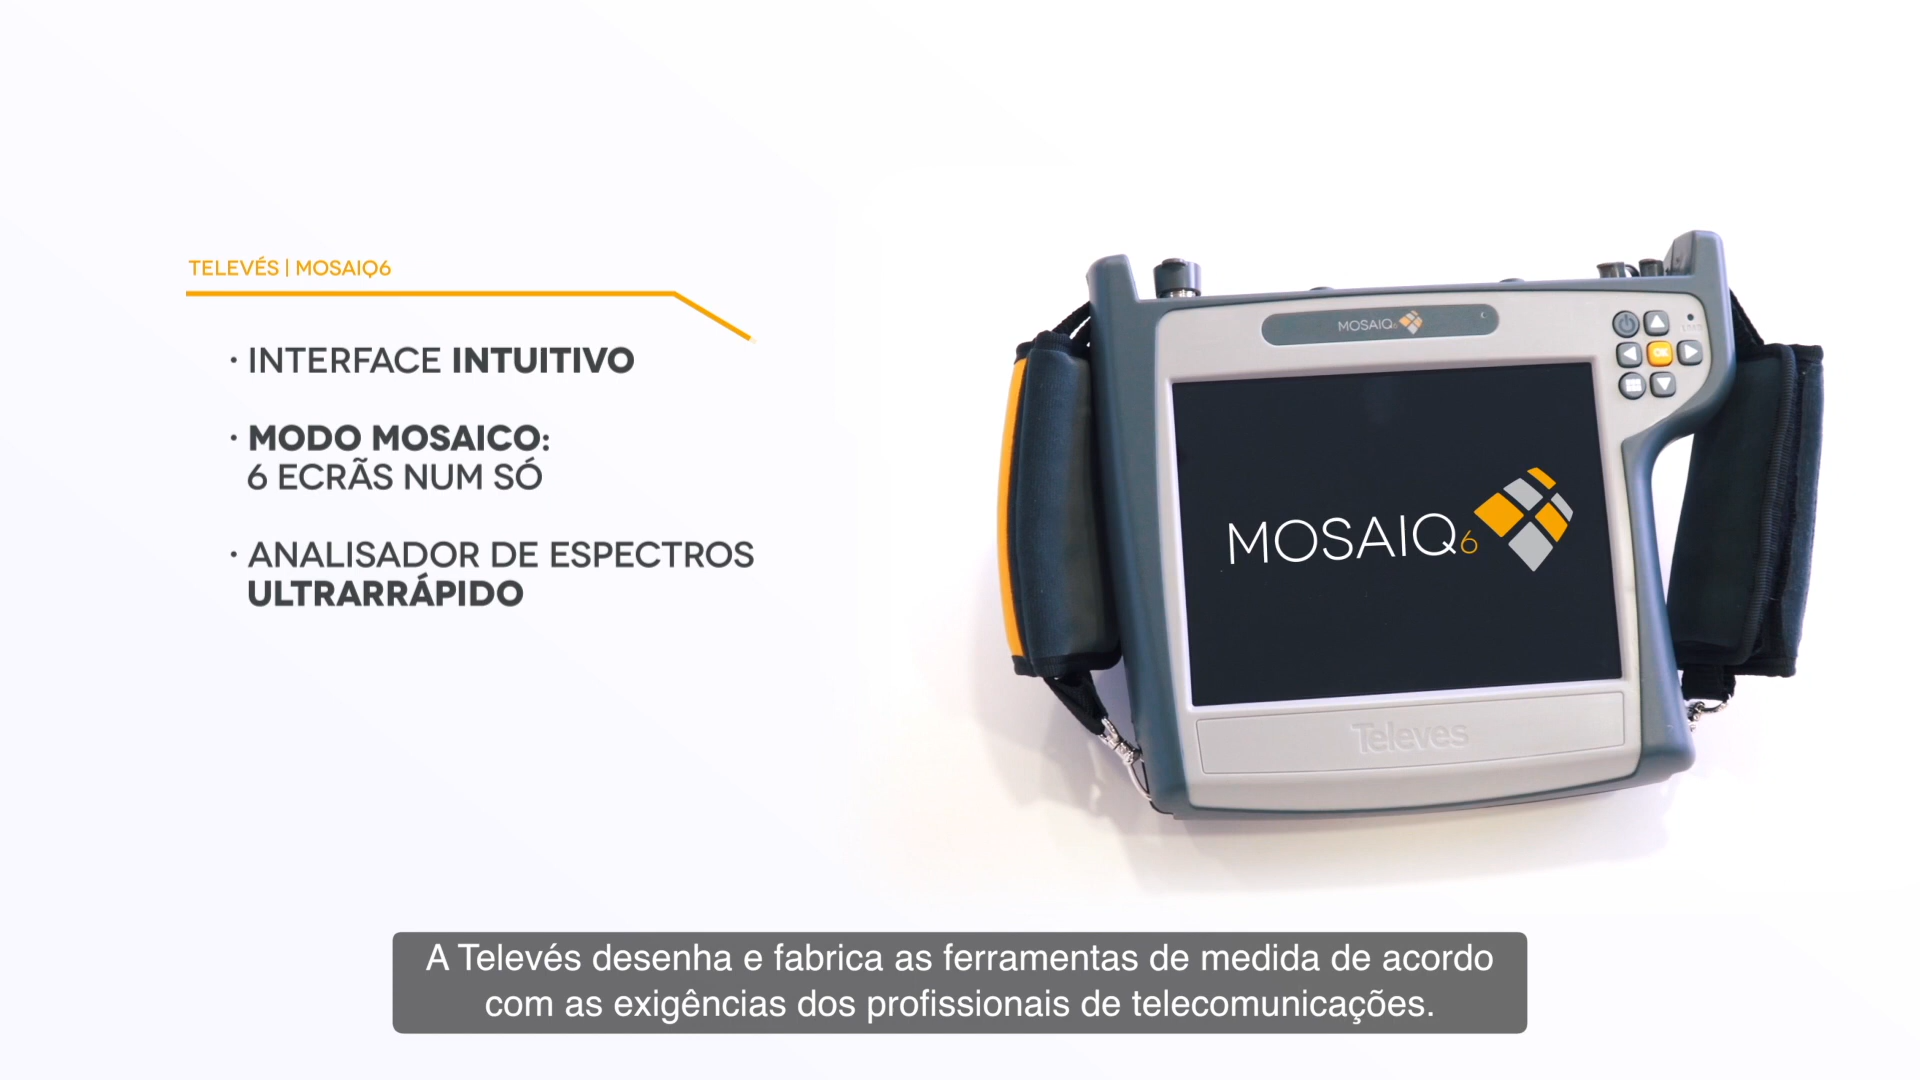 TELEVÉS | MOSAIQ6
· INTERFACE INTUITIVO
· MODO MOSAICO:
6 ECRÃS NUM SÓ
· ANALISADOR DE ESPECTROS
ULTRARRÁPIDO
MOSAIQ6
OK
MOSAIQ6
Televes
A Televés desenha e fabrica as ferramentas de medida de acordo
com as exigências dos profissionais de telecomunicações.